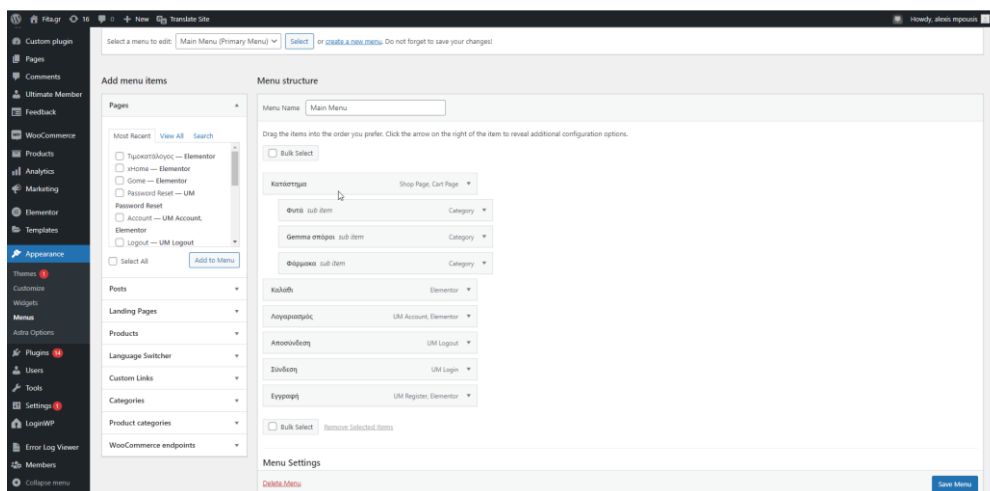 Fita.gr 16 0 New Translate Site Howdy, alexis mpousis
Custom plugin
Pages
Comments
Ultimate Member
Feedback
WooCommerce
Products
Analytics
Marketing
Elementor
Templates
Appearance
Themes 1
Customize
Widgets
Menus
Astra Options
Plugins 14
Users
Tools
Settings 1
LoginWP
Error Log Viewer
Members
Collapse menu
Select a menu to edit: Main Menu (Primary Menu) Select or create a new menu. Do not forget to save your changes!
Add menu items
Pages
Most Recent View All Search
Τιμοκατάλογος — Elementor
xHome — Elementor
Gome — Elementor
Password Reset — UM
Password Reset
Account — UM Account,
Elementor
Logout — UM Logout
Select All Add to Menu
Posts
Landing Pages
Products
Language Switcher
Custom Links
Categories
Product categories
WooCommerce endpoints
Menu structure
Menu Name Main Menu
Drag the items into the order you prefer. Click the arrow on the right of the item to reveal additional configuration options.
Bulk Select
Κατάστημα Shop Page, Cart Page
Φυτά sub item Category
Gemma σπόροι sub item Category
Φάρμακα sub item Category
Καλάθι Elementor
Λογαριασμός UM Account, Elementor
Αποσύνδεση UM Logout
Σύνδεση UM Login
Εγγραφή UM Register, Elementor
Bulk Select Remove Selected Items
Menu Settings
Delete Menu Save Menu